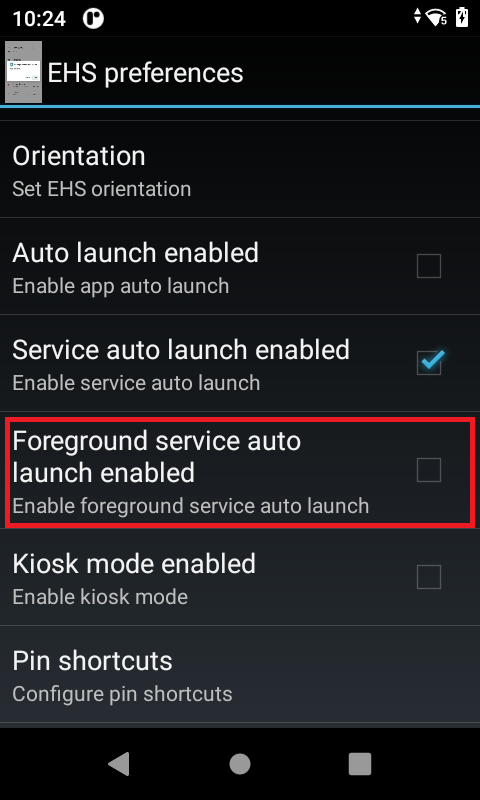 10:24
EHS preferences
Orientation
Set EHS orientation
Auto launch enabled
Enable app auto launch
Service auto launch enabled
Enable service auto launch
Foreground service auto
launch enabled
Enable foreground service auto launch
Kiosk mode enabled
Enable kiosk mode
Pin shortcuts
Configure pin shortcuts